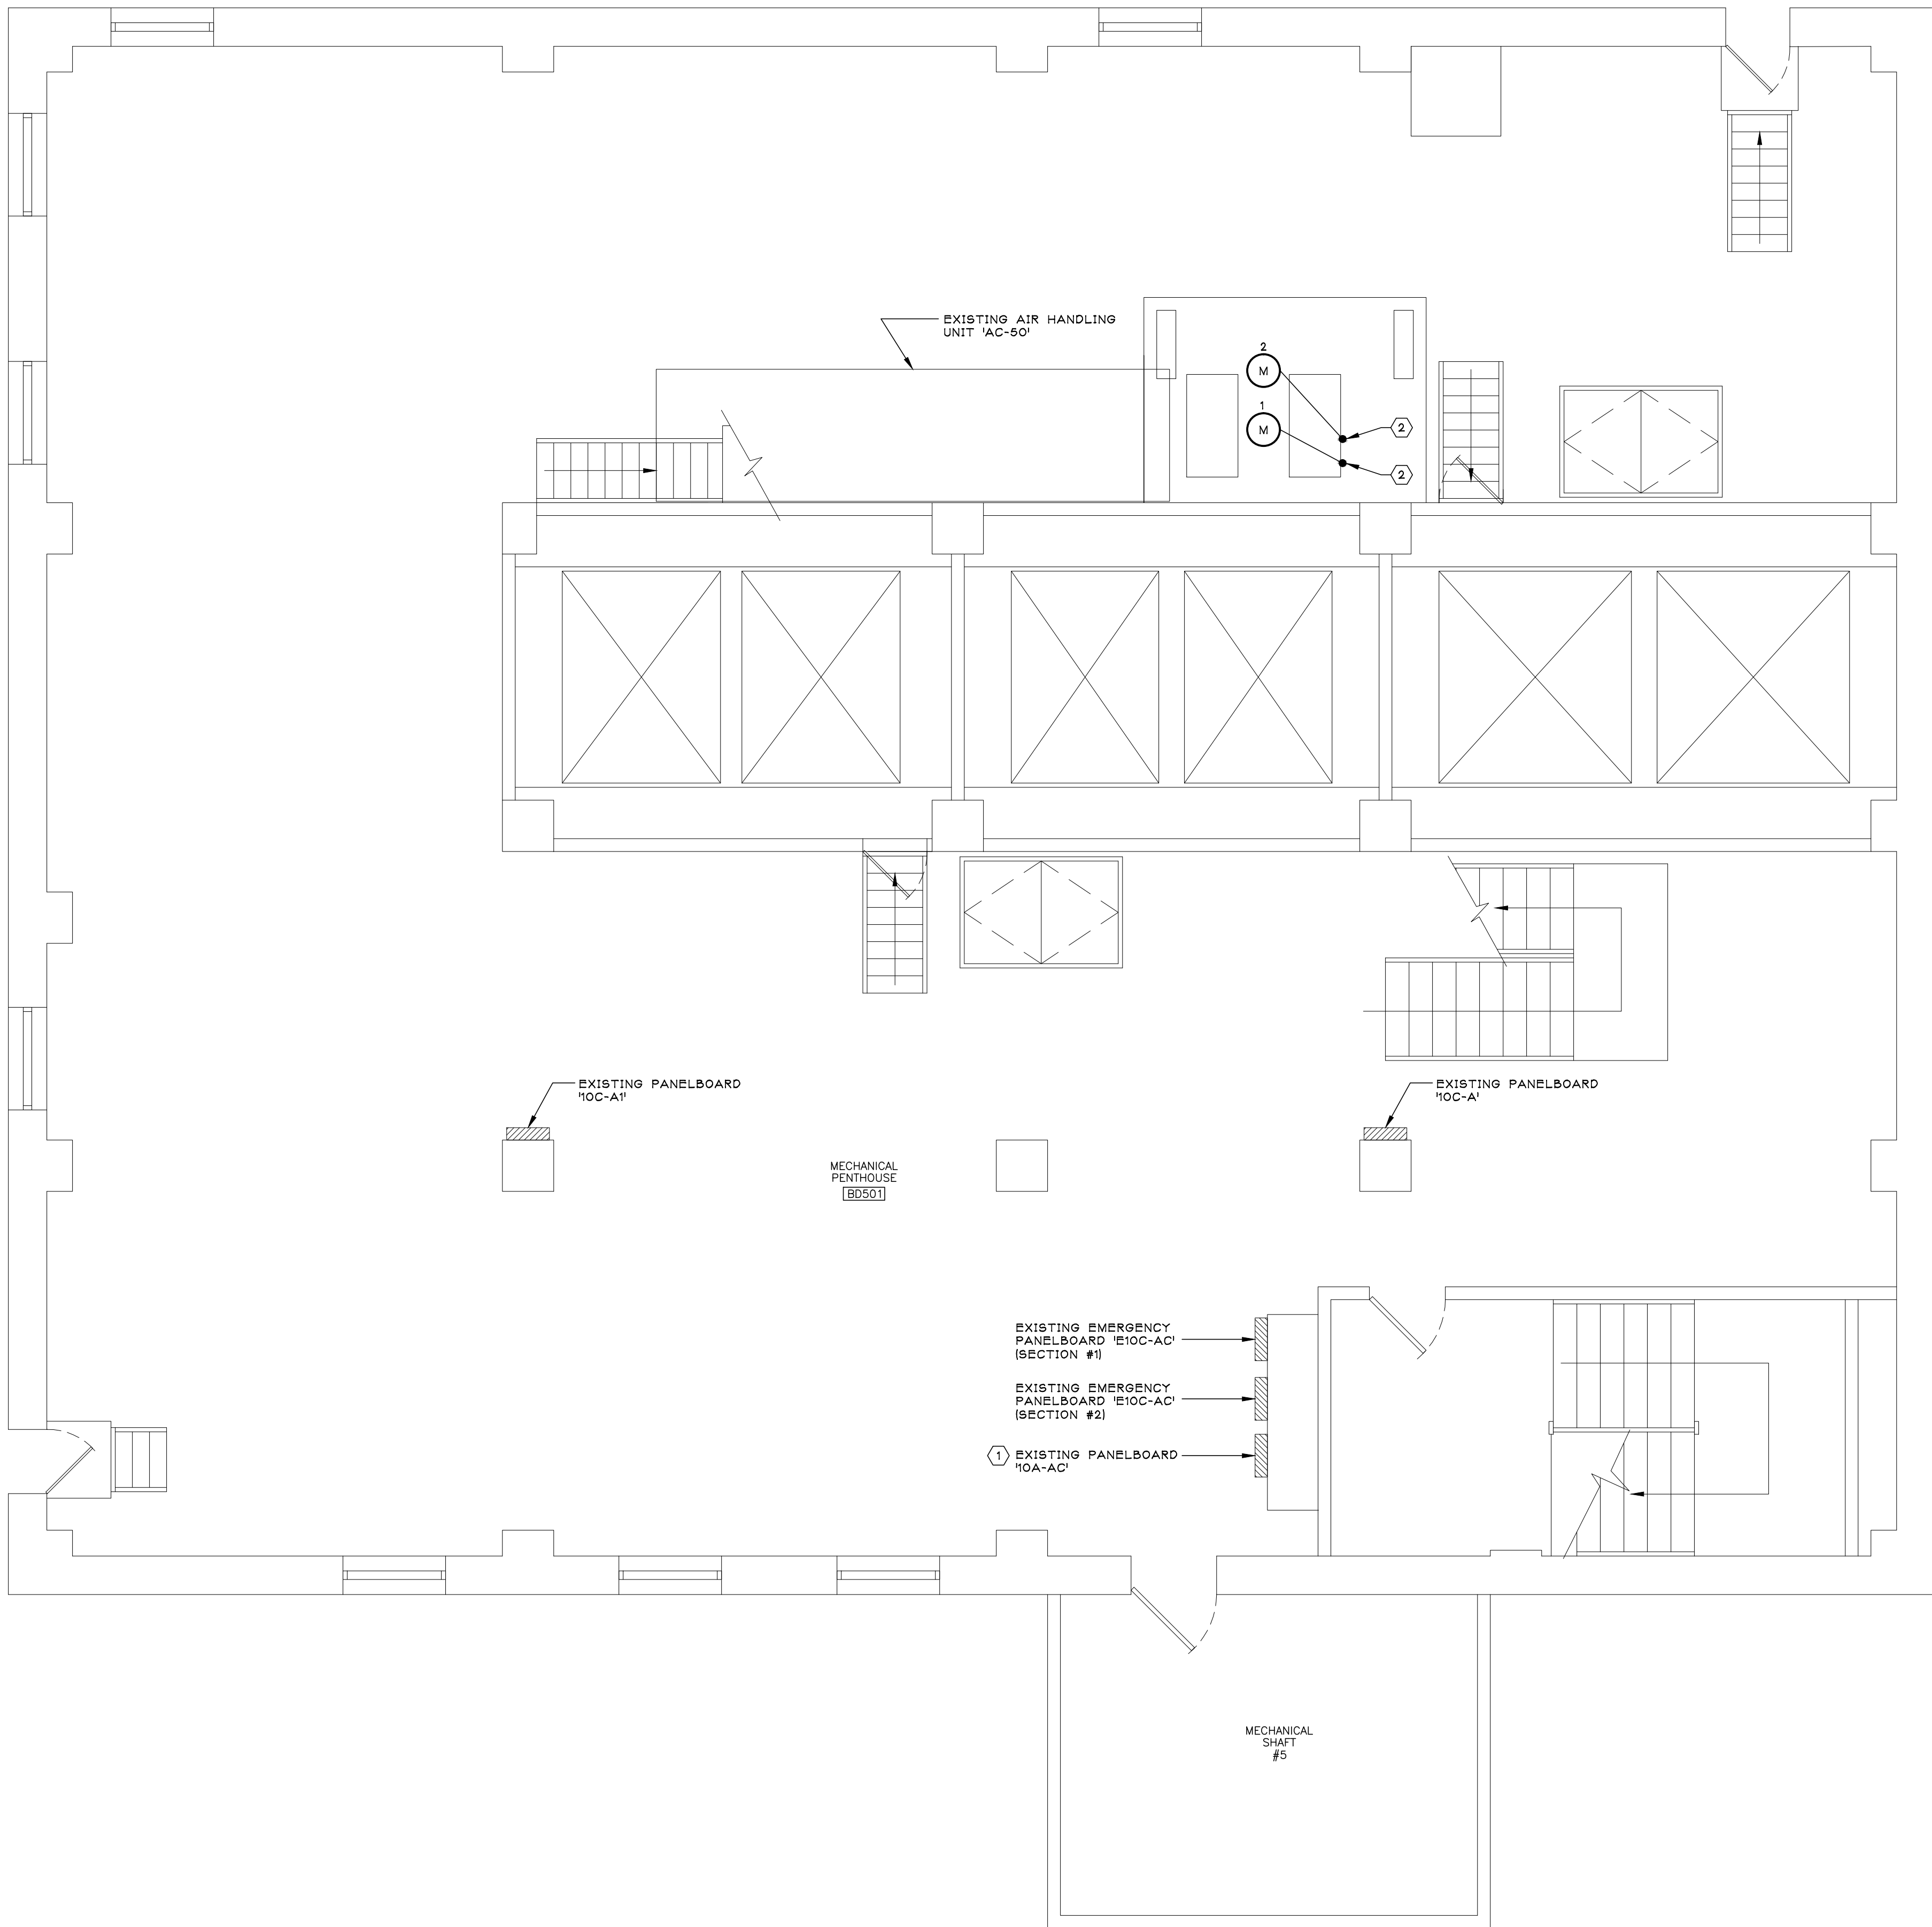 EXISTING AIR HANDLING
UNIT 'AC-50'
2
M
1
M
2
2
EXISTING PANELBOARD
'10C-A1'
EXISTING PANELBOARD
'10C-A'
MECHANICAL
PENTHOUSE
BD501
EXISTING EMERGENCY
PANELBOARD 'E10C-AC'
(SECTION #1)
EXISTING EMERGENCY
PANELBOARD 'E10C-AC'
(SECTION #2)
1 EXISTING PANELBOARD
'10A-AC'
MECHANICAL
SHAFT
#5